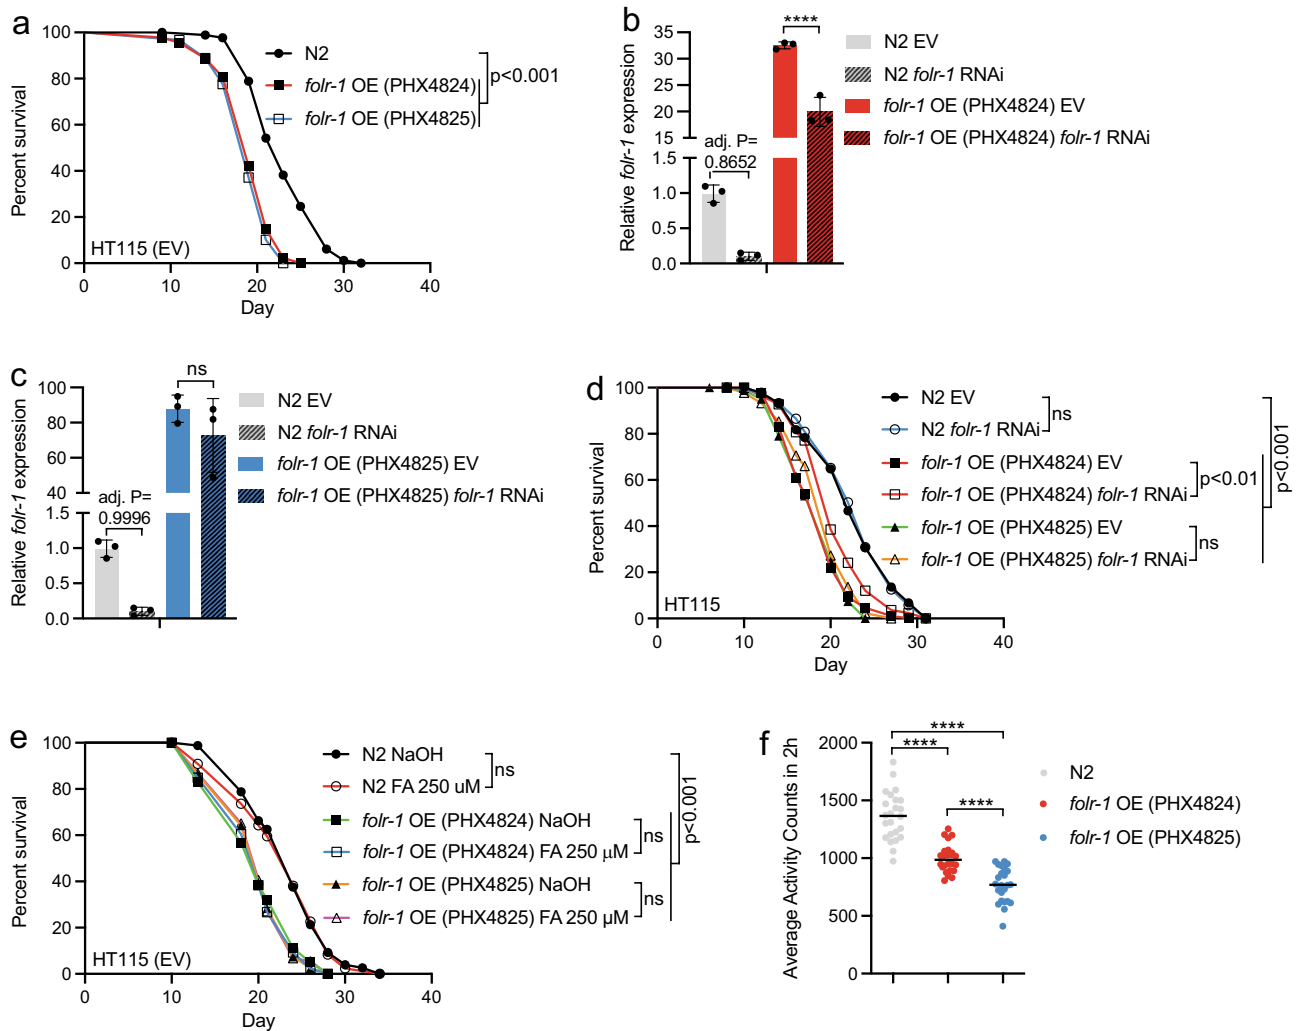 a
Percent survival
100
80
60
40
20
0
0
10
20
30
40
Day
HT115 (EV)
N2
folr-1 OE (PHX4824)
folr-1 OE (PHX4825)
p<0.001
b
Relative folr-1 expression
35
30
25
20
15
1.5
1.0
0.5
0.0
adj. P=
0.8652
****
N2 EV
N2 folr-1 RNAi
folr-1 OE (PHX4824) EV
folr-1 OE (PHX4824) folr-1 RNAi
c
Relative folr-1 expression
100
80
60
40
1.5
1.0
0.5
0.0
adj. P=
0.9996
ns
N2 EV
N2 folr-1 RNAi
folr-1 OE (PHX4825) EV
folr-1 OE (PHX4825) folr-1 RNAi
d
Percent survival
100
80
60
40
20
0
0
10
20
30
40
Day
HT115
N2 EV
N2 folr-1 RNAi
folr-1 OE (PHX4824) EV
folr-1 OE (PHX4824) folr-1 RNAi
folr-1 OE (PHX4825) EV
folr-1 OE (PHX4825) folr-1 RNAi
ns
p<0.01
ns
p<0.001
e
Percent survival
100
80
60
40
20
0
0
10
20
30
40
Day
HT115 (EV)
N2 NaOH
N2 FA 250 uM
folr-1 OE (PHX4824) NaOH
folr-1 OE (PHX4824) FA 250 μM
folr-1 OE (PHX4825) NaOH
folr-1 OE (PHX4825) FA 250 µM
ns
ns
ns
p<0.001
f
Average Activity Counts in 2h
2000
1500
1000
500
0
****
****
****
N2
folr-1 OE (PHX4824)
folr-1 OE (PHX4825)